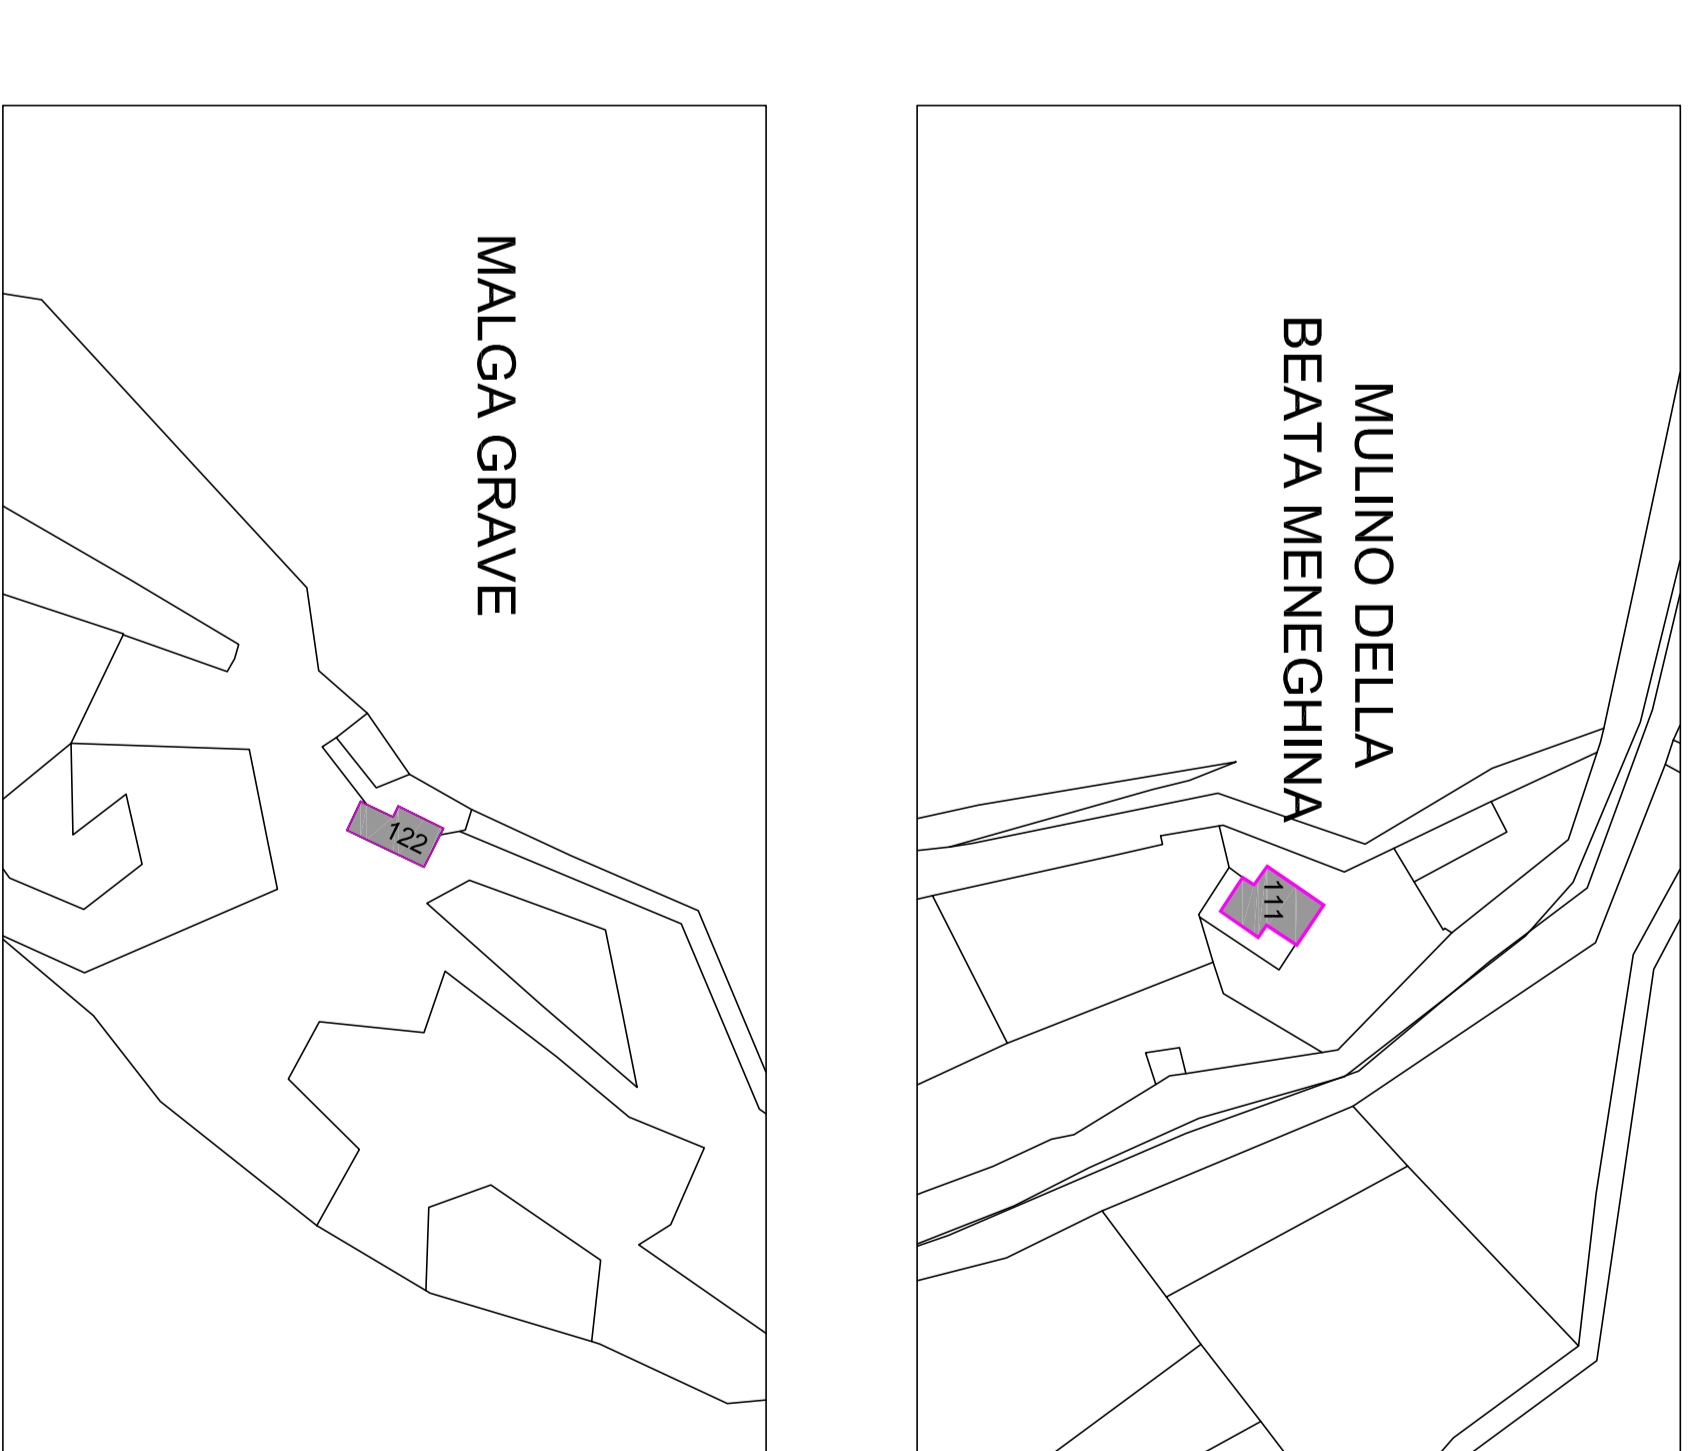 MALGA GRAVE
122
MULINO DELLA
BEATA MENEGHINA
111